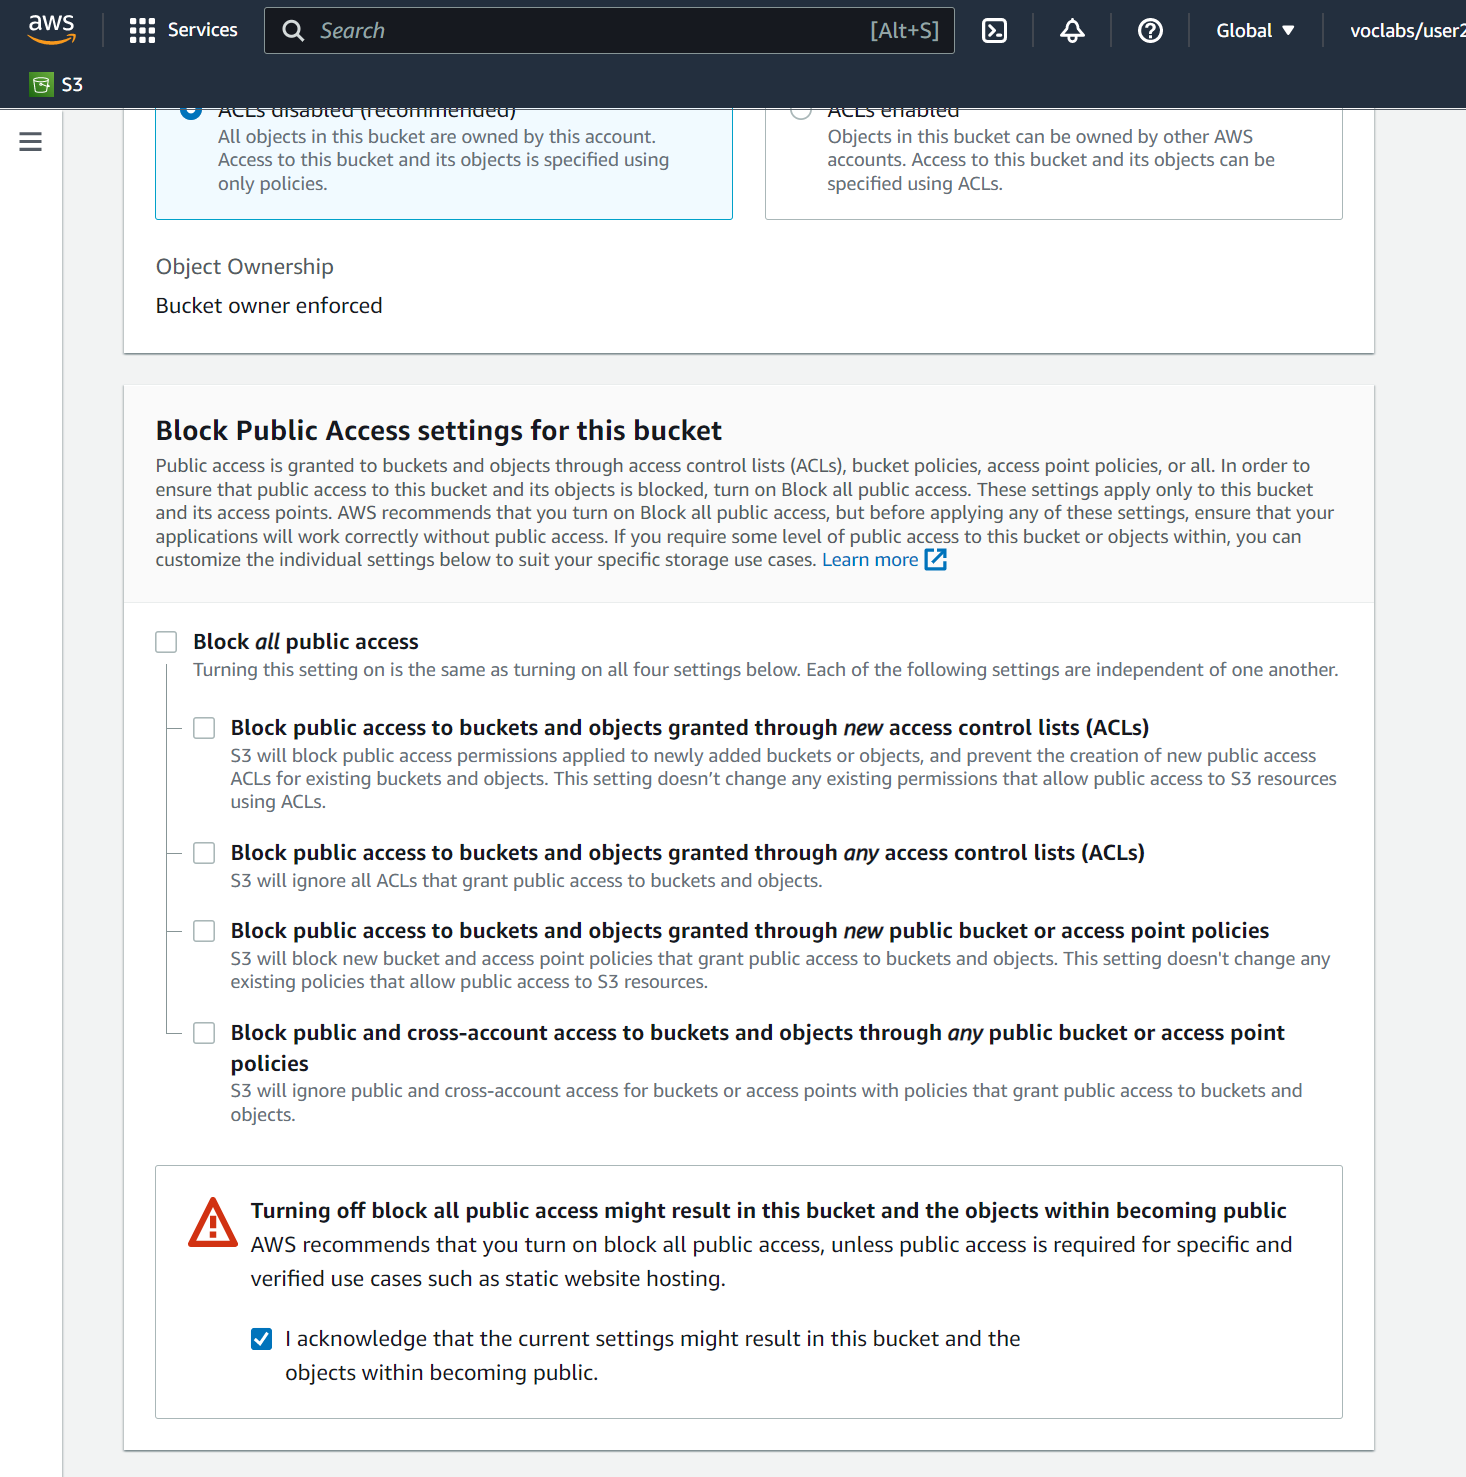 aws
Services
Search
[Alt+S]
Global
voclabs/user2
S3
ACLs disabled (recommended)
All objects in this bucket are owned by this account.
Access to this bucket and its objects is specified using
only policies.
ACLs enabled
Objects in this bucket can be owned by other AWS
accounts. Access to this bucket and its objects can be
specified using ACLs.
Object Ownership
Bucket owner enforced
Block Public Access settings for this bucket
Public access is granted to buckets and objects through access control lists (ACLs), bucket policies, access point policies, or all. In order to
ensure that public access to this bucket and its objects is blocked, turn on Block all public access. These settings apply only to this bucket
and its access points. AWS recommends that you turn on Block all public access, but before applying any of these settings, ensure that your
applications will work correctly without public access. If you require some level of public access to this bucket or objects within, you can
customize the individual settings below to suit your specific storage use cases. Learn more
Block all public access
Turning this setting on is the same as turning on all four settings below. Each of the following settings are independent of one another.
Block public access to buckets and objects granted through new access control lists (ACLs)
S3 will block public access permissions applied to newly added buckets or objects, and prevent the creation of new public access
ACLs for existing buckets and objects. This setting doesn’t change any existing permissions that allow public access to S3 resources
using ACLs.
Block public access to buckets and objects granted through any access control lists (ACLs)
S3 will ignore all ACLs that grant public access to buckets and objects.
Block public access to buckets and objects granted through new public bucket or access point policies
S3 will block new bucket and access point policies that grant public access to buckets and objects. This setting doesn't change any
existing policies that allow public access to S3 resources.
Block public and cross-account access to buckets and objects through any public bucket or access point
policies
S3 will ignore public and cross-account access for buckets or access points with policies that grant public access to buckets and
objects.
Turning off block all public access might result in this bucket and the objects within becoming public
AWS recommends that you turn on block all public access, unless public access is required for specific and
verified use cases such as static website hosting.
I acknowledge that the current settings might result in this bucket and the
objects within becoming public.